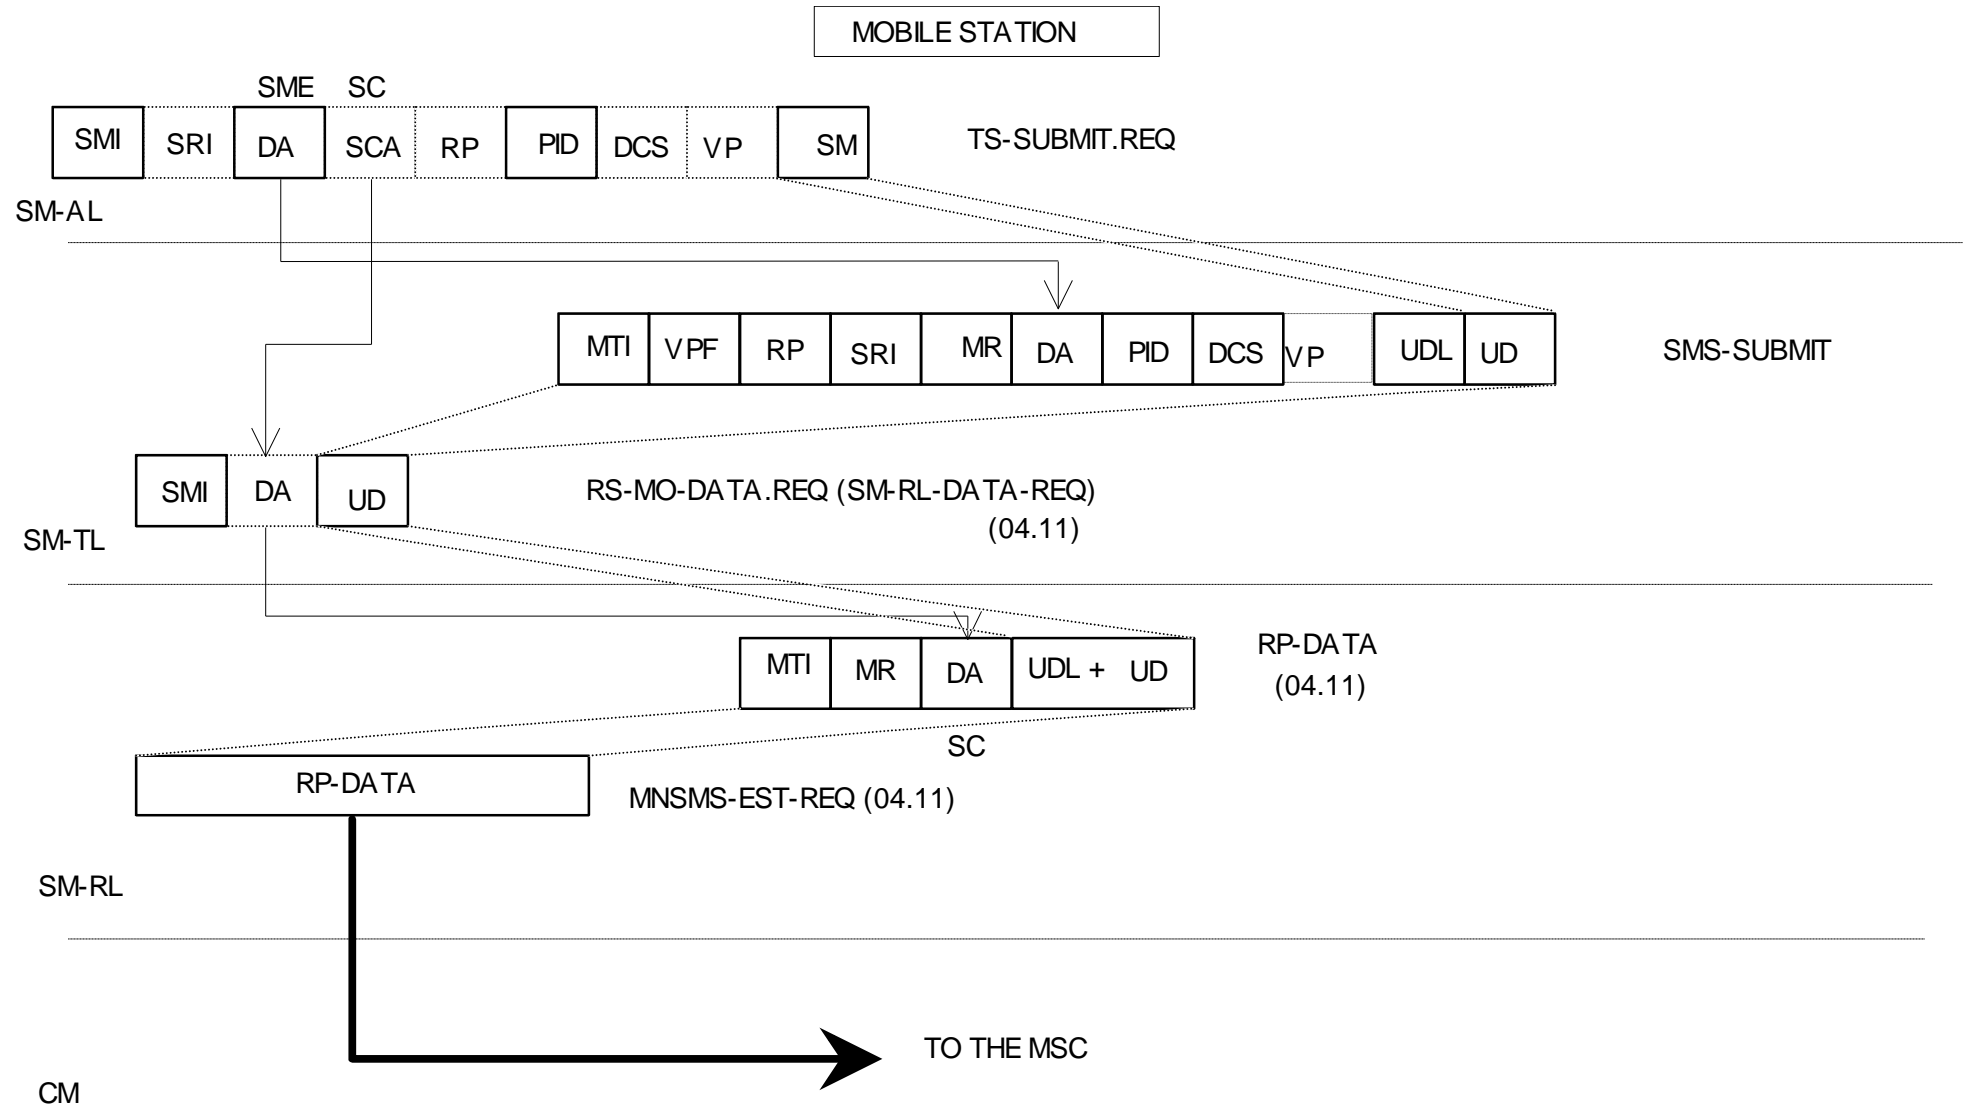 MOBILE STATION
SME SC
SMI SRI DA SCA RP PID DCS VP SM
TS-SUBMIT.REQ
SM-AL
MTI VPF RP SRI MR DA PID DCS VP UDL UD
SMS-SUBMIT
SMI DA UD
RS-MO-DATA.REQ (SM-RL-DATA-REQ)
(04.11)
SM-TL
MTI MR DA UDL + UD
RP-DATA
(04.11)
SC
RP-DATA
MNSMS-EST-REQ (04.11)
SM-RL
TO THE MSC
CM